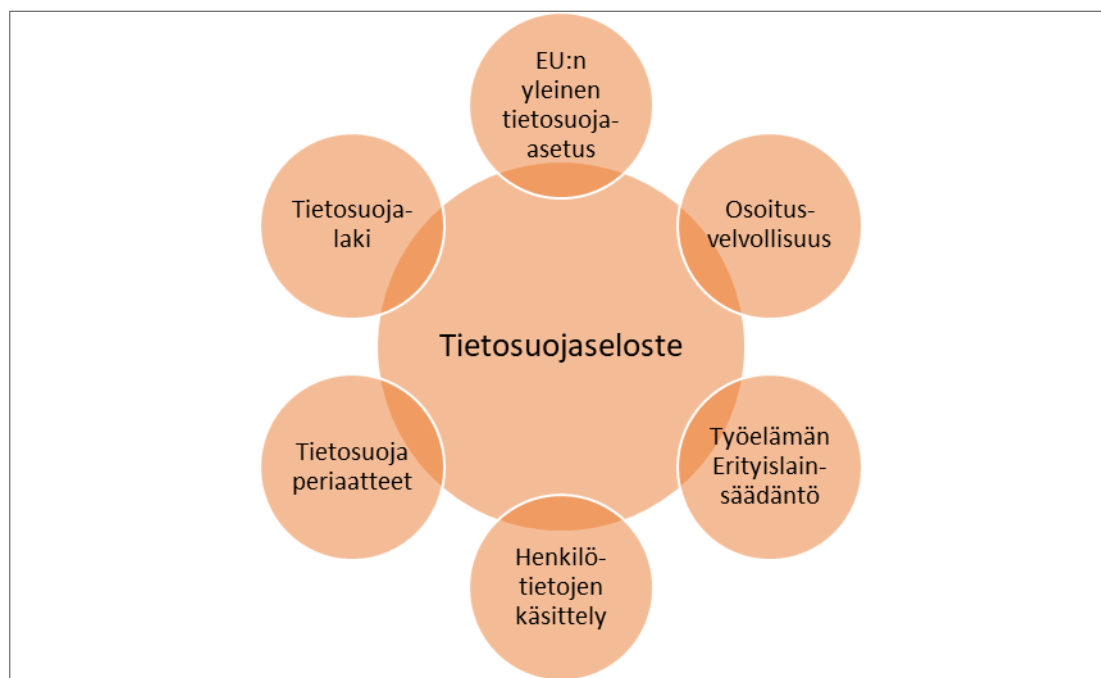 EU:n
yleinen
tietosuoja-
asetus
Osoitus-
velvollisuus
Työelämän
Erityislain-
säädäntö
Henkilö-
tietojen
käsittely
Tietosuoja
periaatteet
Tietosuoja-
laki
Tietosuojaseloste